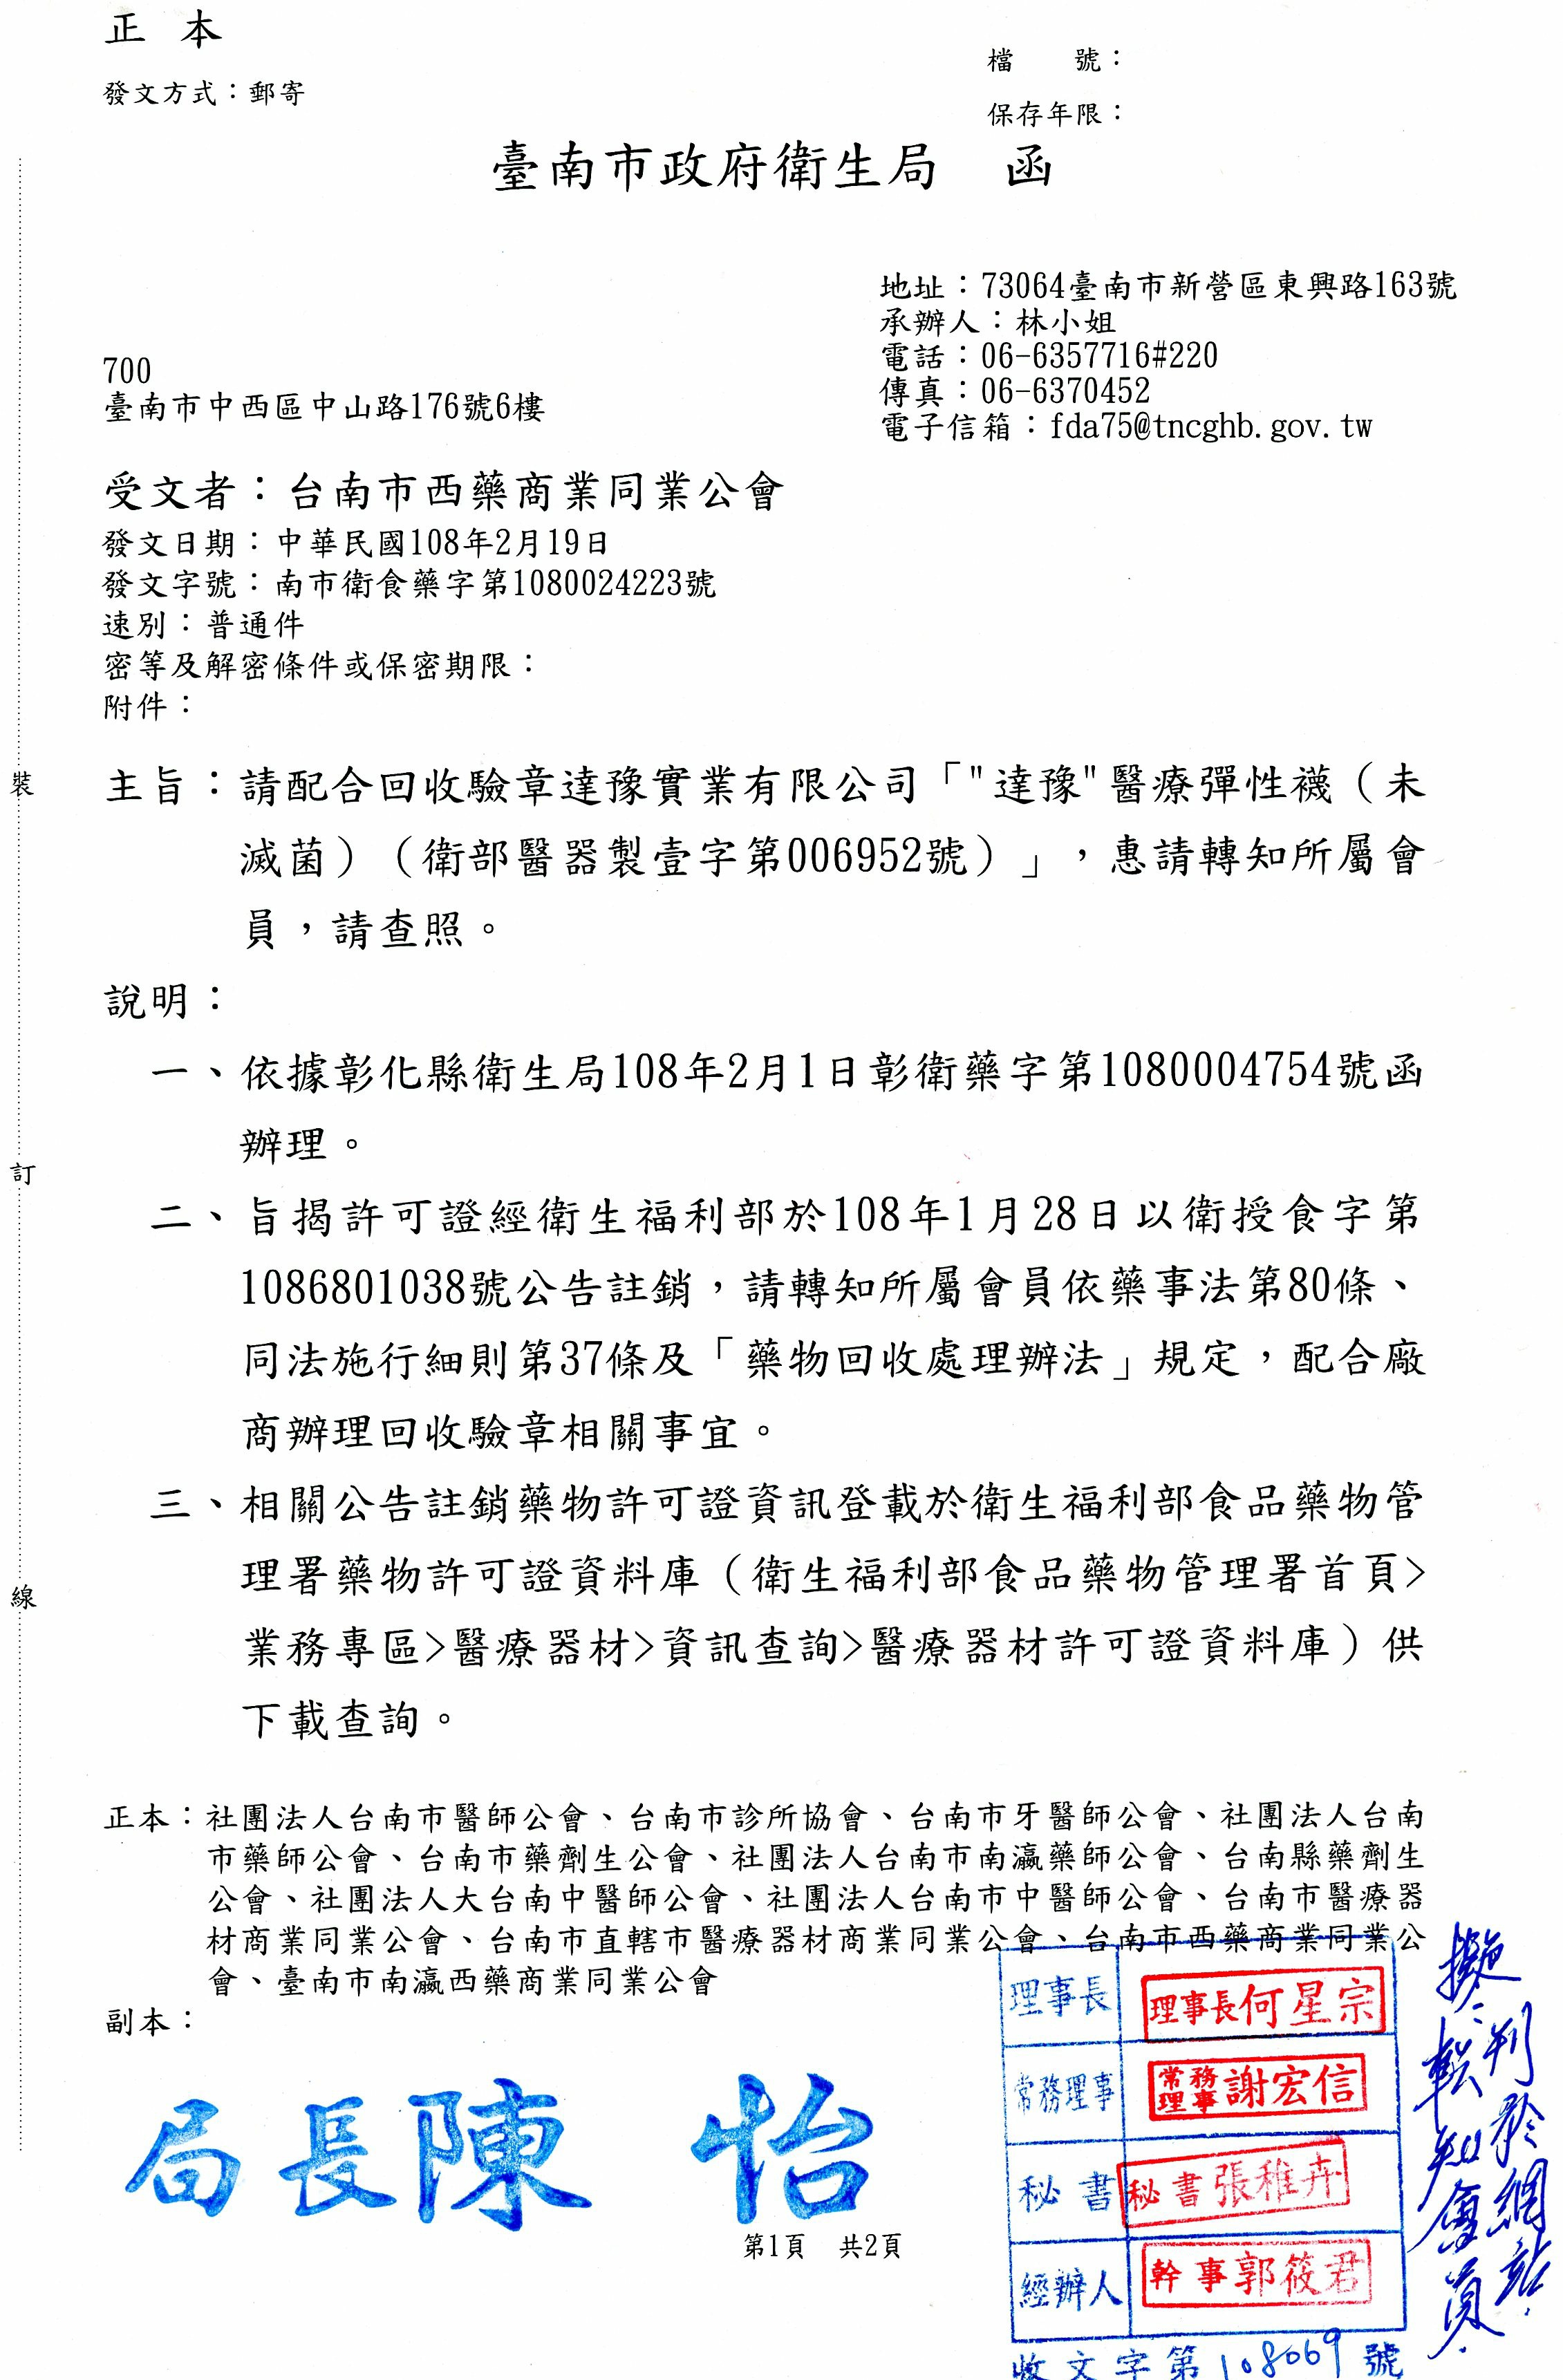 正 本
發文方式：郵寄
檔　　號：
保存年限：
臺南市政府衛生局　函
地址：73064臺南市新營區東興路163號
承辦人：林小姐
電話：06-6357716#220
傳真：06-6370452
電子信箱：fda75@tncghb.gov.tw
700
臺南市中西區中山路176號6樓
受文者：台南市西藥商業同業公會
發文日期：中華民國108年2月19日
發文字號：南市衛食藥字第1080024223號
速別：普通件
密等及解密條件或保密期限：
附件：
主旨：請配合回收驗章達豫實業有限公司「"達豫"醫療彈性襪（未
滅菌）（衛部醫器製壹字第006952號）」，惠請轉知所屬會
員，請查照。
說明：
一、依據彰化縣衛生局108年2月1日彰衛藥字第1080004754號函
辦理。
二、旨揭許可證經衛生福利部於108年1月28日以衛授食字第
1086801038號公告註銷，請轉知所屬會員依藥事法第80條、
同法施行細則第37條及「藥物回收處理辦法」規定，配合廠
商辦理回收驗章相關事宜。
三、相關公告註銷藥物許可證資訊登載於衛生福利部食品藥物管
理署藥物許可證資料庫（衛生福利部食品藥物管理署首頁>
業務專區>醫療器材>資訊查詢>醫療器材許可證資料庫）供
下載查詢。
正本：社團法人台南市醫師公會、台南市診所協會、台南市牙醫師公會、社團法人台南
市藥師公會、台南市藥劑生公會、社團法人台南市南瀛藥師公會、台南縣藥劑生
公會、社團法人大台南中醫師公會、社團法人台南市中醫師公會、台南市醫療器
材商業同業公會、台南市直轄市醫療器材商業同業公會、台南市西藥商業同業公
會、臺南市南瀛西藥商業同業公會
副本：
局長陳　怡
第1頁　共2頁
理事長　理事長何星宗
常務理事　常務理事謝宏信
秘　書　秘書張稚卉
經辦人　幹事郭筱君
收文字第108069號
擬：轉知會員.
刊於網站.
裝
訂
線